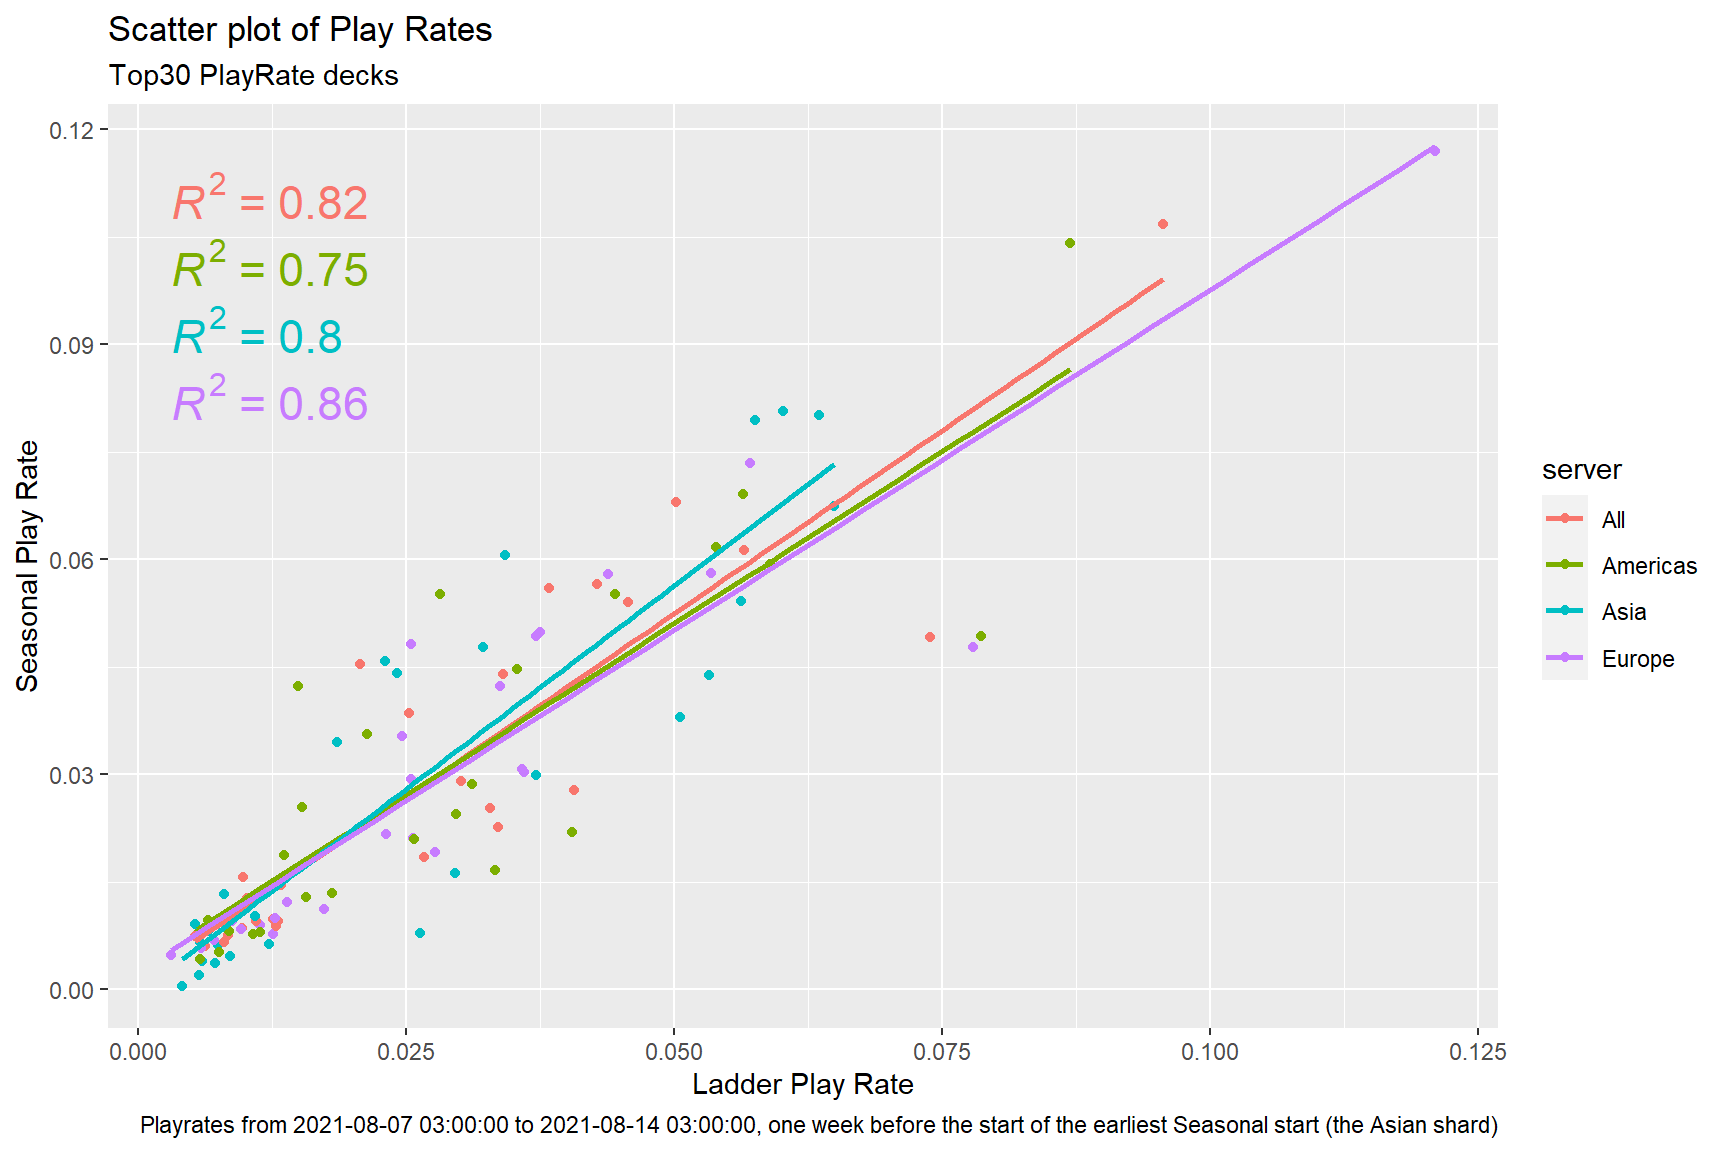 Scatter plot of Play Rates
Top30 PlayRate decks
0.12
0.09
0.06
0.03
0.00
Seasonal Play Rate
R² = 0.82
R² = 0.75
R² = 0.8
R² = 0.86
server
All
Americas
Asia
Europe
0.000 0.025 0.050 0.075 0.100 0.125
Ladder Play Rate
Playrates from 2021-08-07 03:00:00 to 2021-08-14 03:00:00, one week before the start of the earliest Seasonal start (the Asian shard)